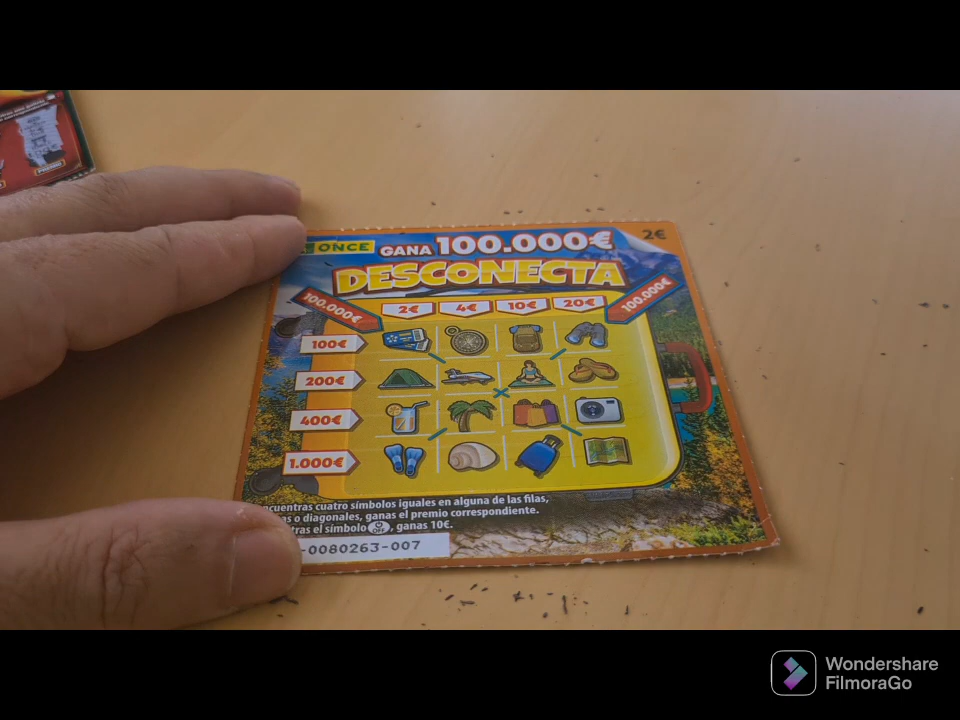 ONCE
GANA 100.000€
2€
DESCONECTA
100.000€
2€
4€
10€
20€
100.000€
100€
200€
400€
1.000€
cuentras cuatro símbolos iguales en alguna de las filas,
as o diagonales, ganas el premio correspondiente.
tras el símbolo , ganas 10€.
-0080263-007
Wondershare
FilmoraGo